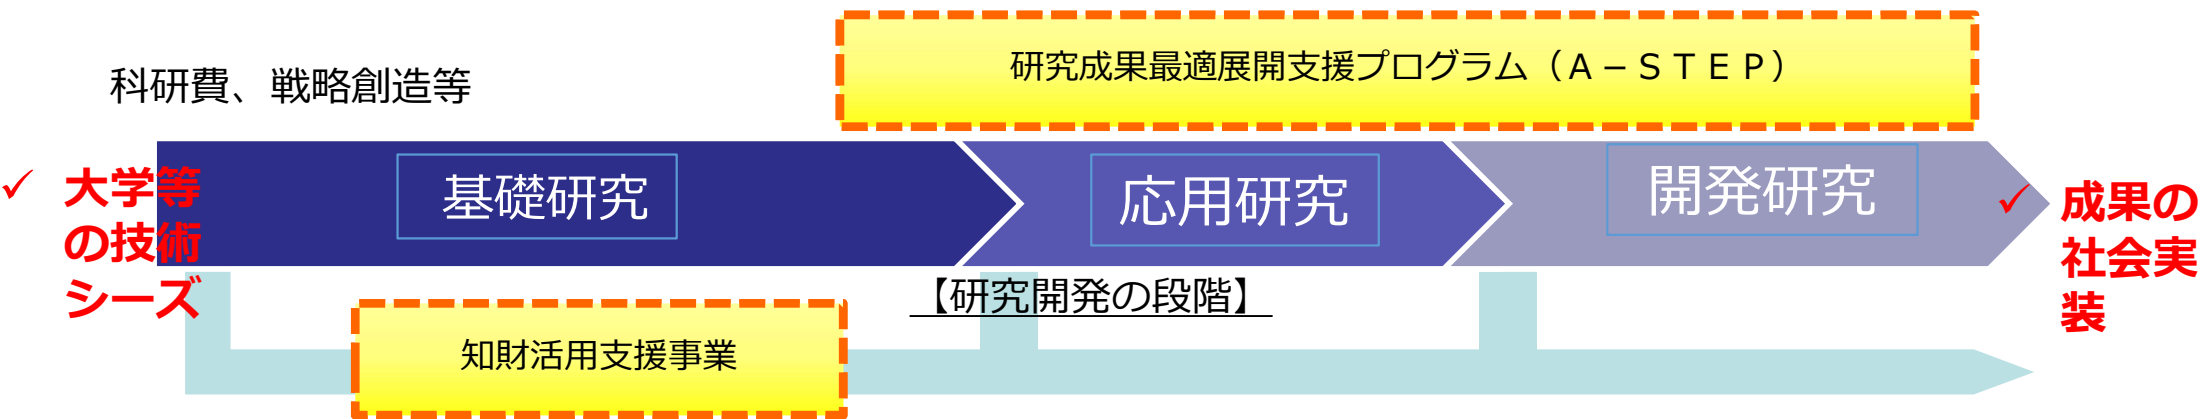 研究成果最適展開支援プログラム（Ａ－ＳＴＥＰ）
科研費、戦略創造等
✓ 大学等
の技術
シーズ
基礎研究
応用研究
開発研究
✓ 成果の
社会実
装
【研究開発の段階】
知財活用支援事業